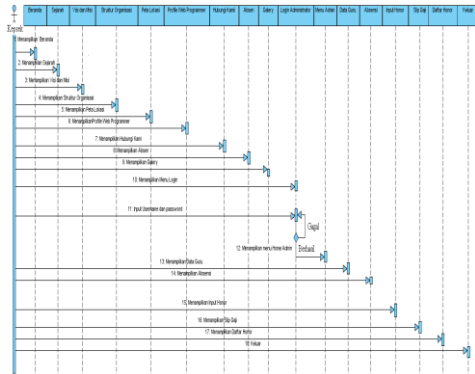 Beranda
Sejarah
Visi dan Misi
Struktur Organisasi
Peta Lokasi
Profile Web Programmer
Hubungi Kami
Absen
Galery
Login Administrator
Menu Admin
Data Guru
Absensi
Input Honor
Slip Gaji
Daftar Honor
Keluar
Kepsek
1: Menampilkan Beranda
2: Menampilkan Sejarah
3: Menampilkan Visi dan Misi
4: Menampilkan Struktur Organisasi
5: Menampilkan Peta Lokasi
6: Menampilkan Profile Web Programmer
7: Menampilkan Hubungi Kami
8: Menampilkan Absen
9: Menampilkan Galery
10: Menampilkan Menu Login
11: Input Username dan password
Gagal
Berhasil
12: Menampilkan menu Home Admin
13: Menampilkan Data Guru
14: Menampilkan Absensi
15: Menampilkan Input Honor
16: Menampilkan Slip Gaji
17: Menampilkan Daftar Honor
18: Keluar